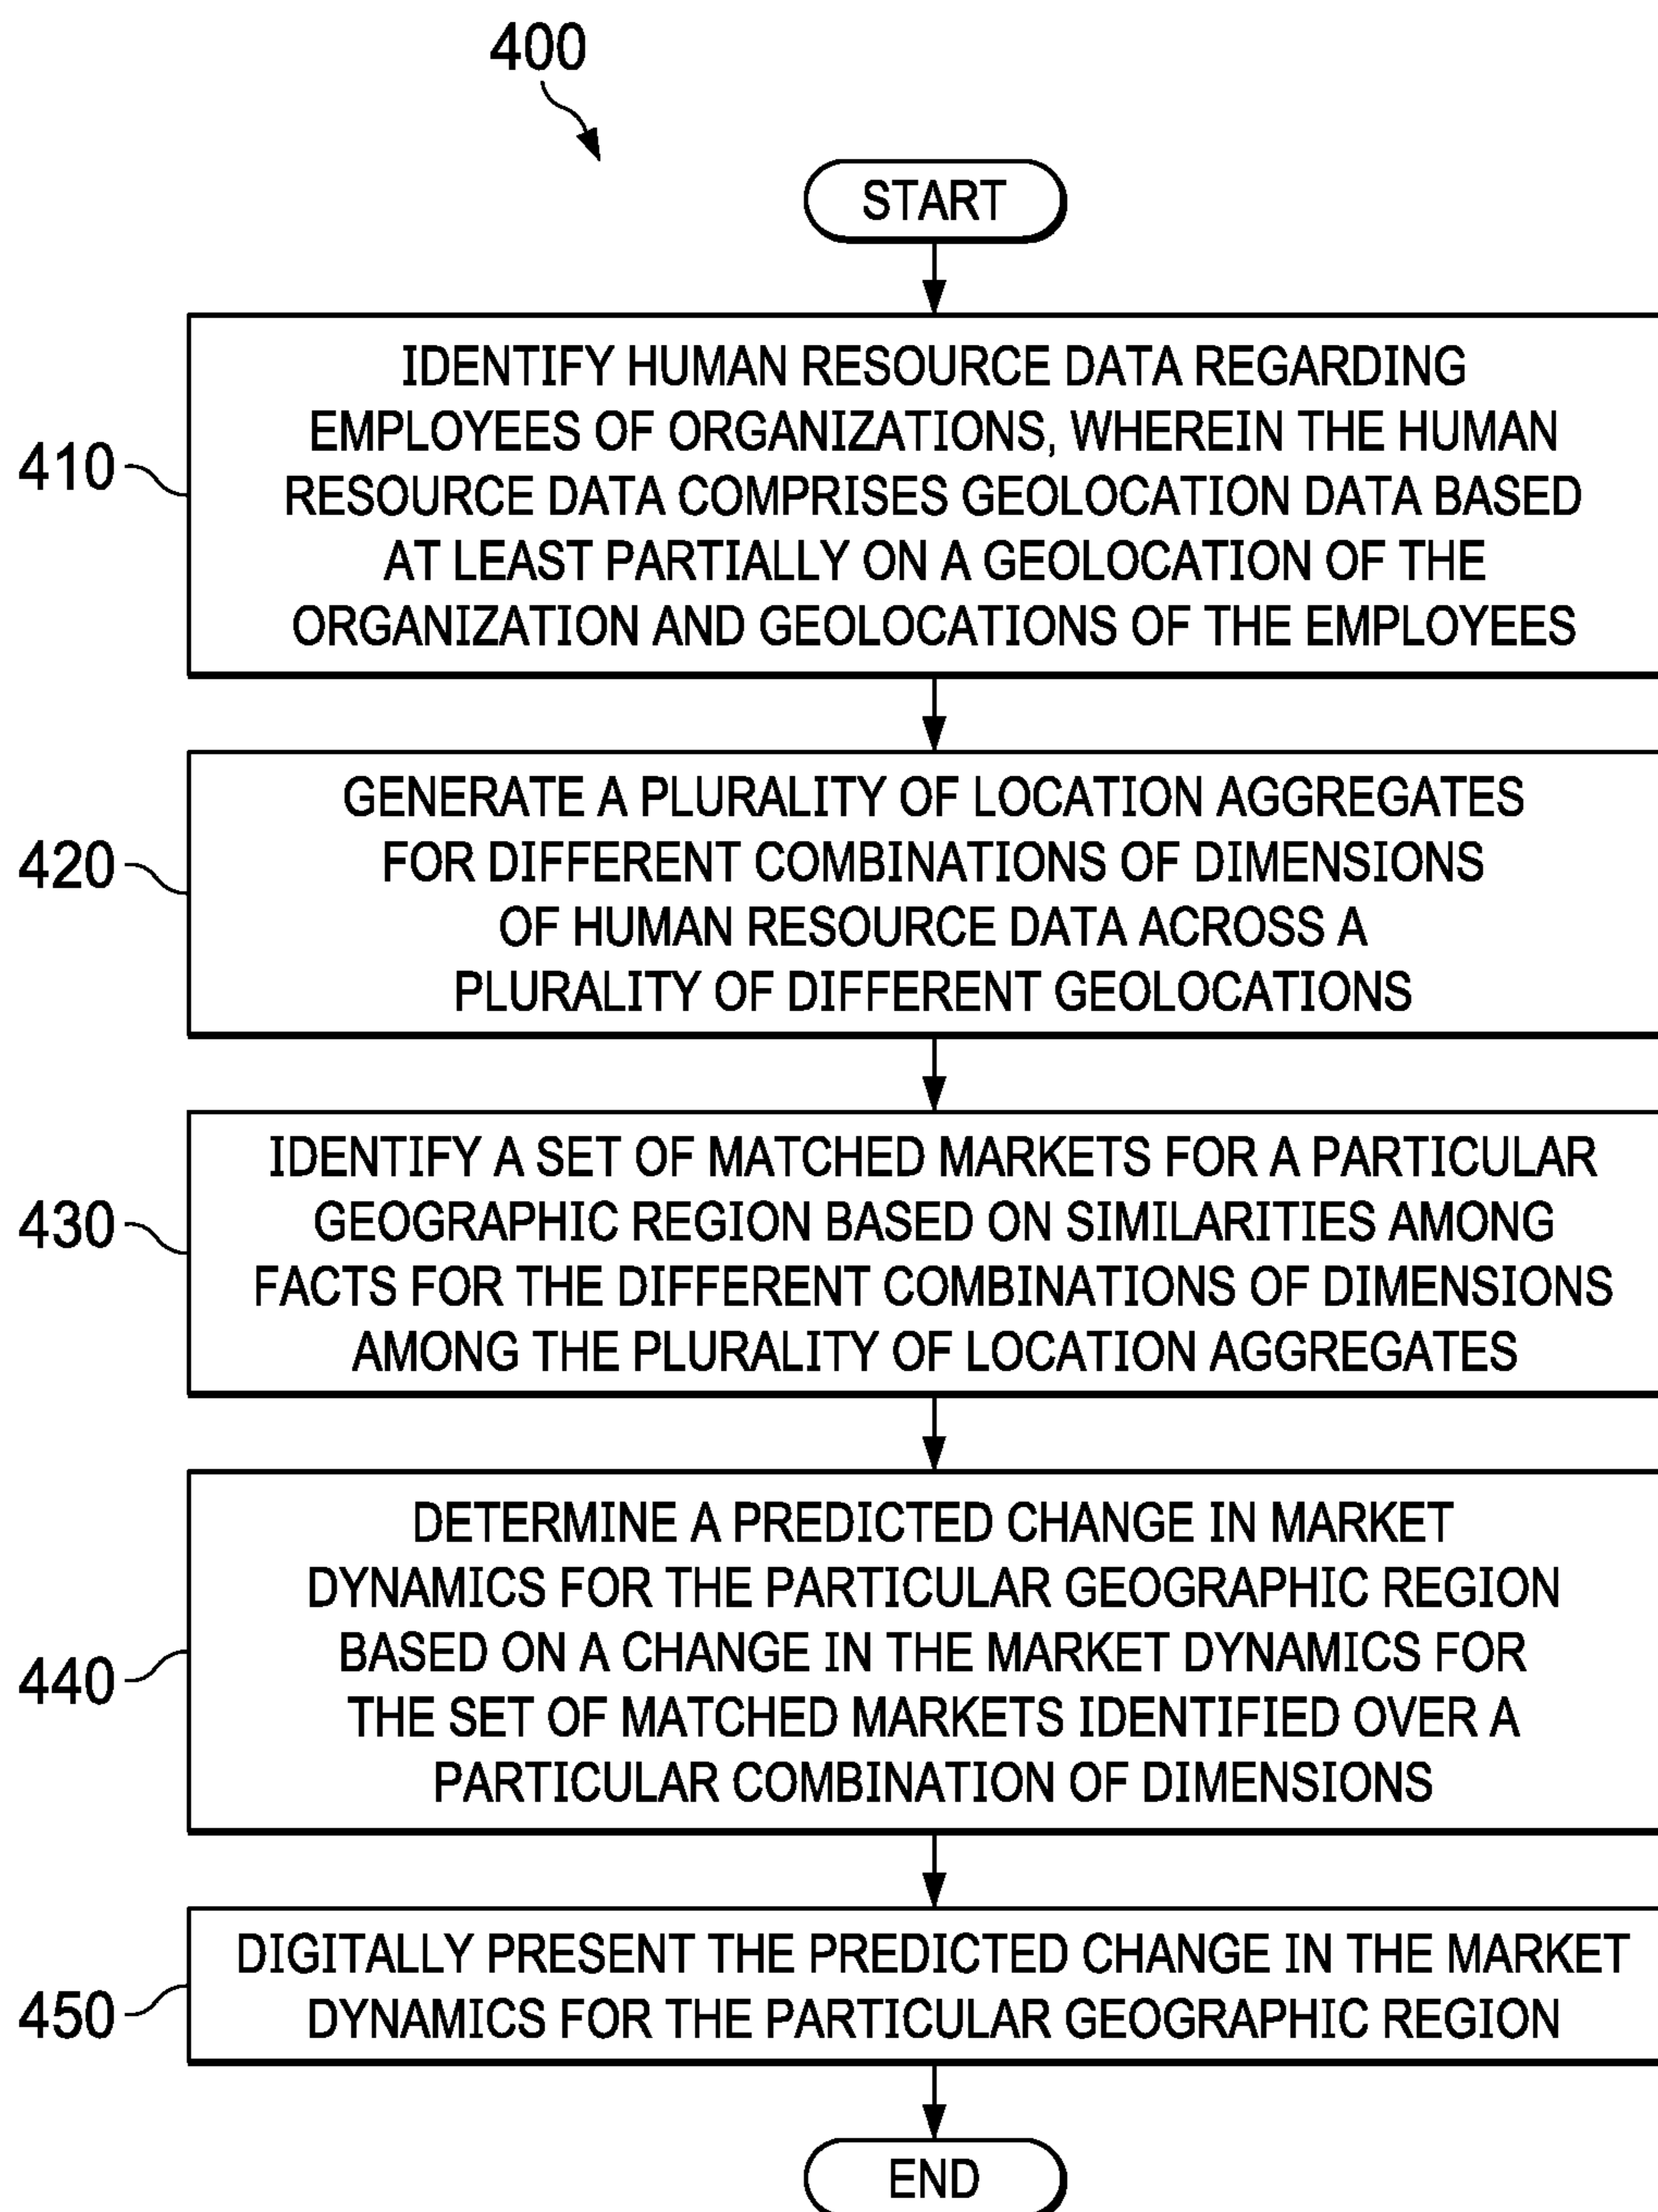 400
START
410
IDENTIFY HUMAN RESOURCE DATA REGARDING
EMPLOYEES OF ORGANIZATIONS, WHEREIN THE HUMAN
RESOURCE DATA COMPRISES GEOLOCATION DATA BASED
AT LEAST PARTIALLY ON A GEOLOCATION OF THE
ORGANIZATION AND GEOLOCATIONS OF THE EMPLOYEES
420
GENERATE A PLURALITY OF LOCATION AGGREGATES
FOR DIFFERENT COMBINATIONS OF DIMENSIONS
OF HUMAN RESOURCE DATA ACROSS A
PLURALITY OF DIFFERENT GEOLOCATIONS
430
IDENTIFY A SET OF MATCHED MARKETS FOR A PARTICULAR
GEOGRAPHIC REGION BASED ON SIMILARITIES AMONG
FACTS FOR THE DIFFERENT COMBINATIONS OF DIMENSIONS
AMONG THE PLURALITY OF LOCATION AGGREGATES
440
DETERMINE A PREDICTED CHANGE IN MARKET
DYNAMICS FOR THE PARTICULAR GEOGRAPHIC REGION
BASED ON A CHANGE IN THE MARKET DYNAMICS FOR
THE SET OF MATCHED MARKETS IDENTIFIED OVER A
PARTICULAR COMBINATION OF DIMENSIONS
450
DIGITALLY PRESENT THE PREDICTED CHANGE IN THE MARKET
DYNAMICS FOR THE PARTICULAR GEOGRAPHIC REGION
END